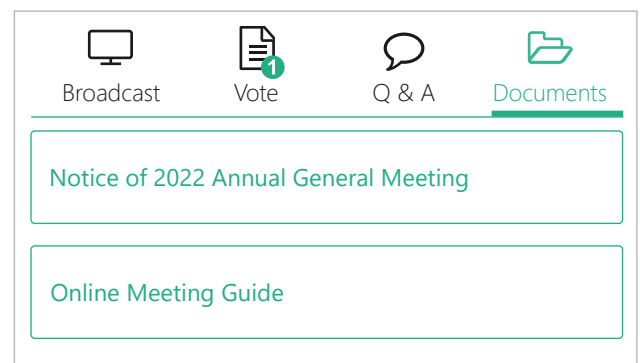 1
Broadcast Vote Q & A Documents
Notice of 2022 Annual General Meeting
Online Meeting Guide